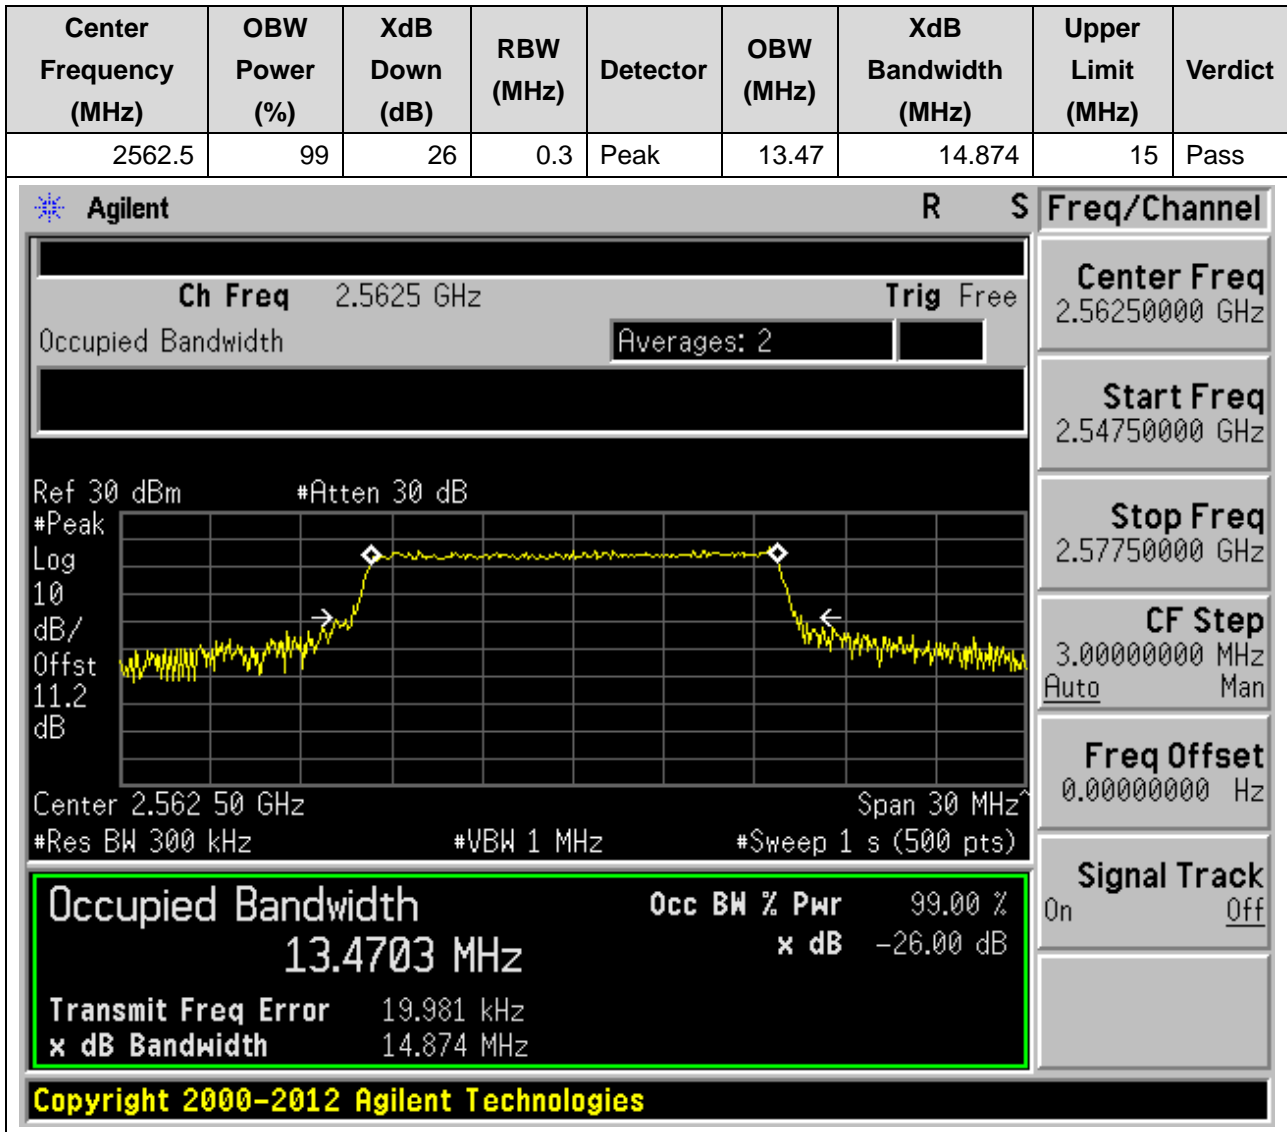 Center Frequency (MHz) OBW Power (%) XdB Down (dB) RBW (MHz) Detector OBW (MHz) XdB Bandwidth (MHz) Upper Limit (MHz) Verdict
2562.5 99 26 0.3 Peak 13.47 14.874 15 Pass
Agilent R S
Ch Freq 2.5625 GHz Trig Free
Occupied Bandwidth Averages: 2
Ref 30 dBm #Atten 30 dB
#Peak
Log
10
dB/
Offst
11.2
dB
Center 2.562 50 GHz Span 30 MHz^
#Res BW 300 kHz #VBW 1 MHz #Sweep 1 s (500 pts)
Occupied Bandwidth Occ BW % Pwr 99.00 %
13.4703 MHz x dB -26.00 dB
Transmit Freq Error 19.981 kHz
x dB Bandwidth 14.874 MHz
Freq/Channel
Center Freq
2.56250000 GHz
Start Freq
2.54750000 GHz
Stop Freq
2.57750000 GHz
CF Step
3.00000000 MHz
Auto Man
Freq Offset
0.00000000 Hz
Signal Track
On Off
Copyright 2000-2012 Agilent Technologies